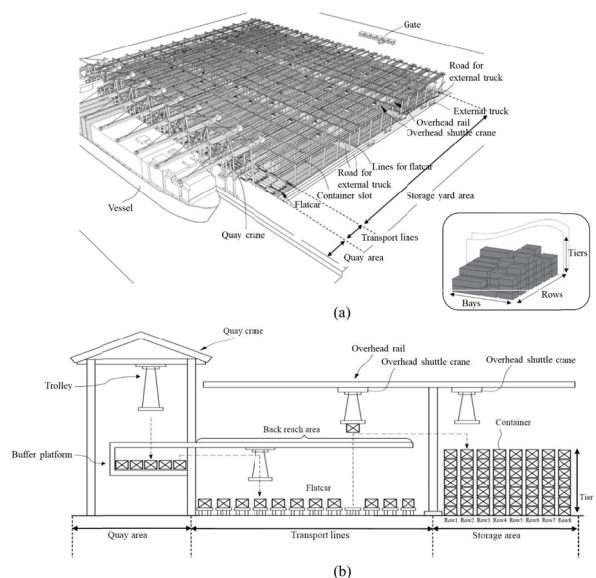 Gate
Road for
external truck
External truck
Overhead rail
Overhead shuttle crane
Lines for flatcar
Road for
external truck
Container slot
Storage yard area
Flatcar
Vessel
Transport lines
Quay crane
Quay area
Tiers
Rows
Bays
(a)
Quay crane
Overhead rail
Overhead shuttle crane
Overhead shuttle crane
Trolley
Back reach area
Container
Buffer platform
Flatcar
Tier
Row1 Row2 Row3 Row4 Row5 Row6 Row7 Row8
Quay area
Transport lines
Storage area
(b)